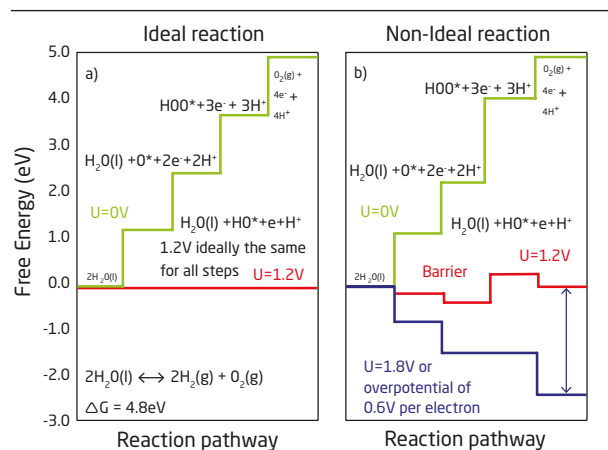 Ideal reaction
Non-Ideal reaction
Free Energy (eV)
5.0
4.0
3.0
2.0
1.0
0.0
-1.0
-2.0
-3.0
a)
O₂(g) +
4e⁻ +
4H⁺
HOO*+3e⁻+ 3H⁺
H₂O(l) +O*+2e⁻+2H⁺
U=0V
H₂O(l) +HO*+e+H⁺
1.2V ideally the same
for all steps
2H₂O(l)
U=1.2V
2H₂O(l) ⟷ 2H₂(g) + O₂(g)
△G = 4.8eV
Reaction pathway
b)
O₂(g) +
4e⁻ +
4H⁺
HOO*+3e⁻+ 3H⁺
H₂O(l) +O*+2e⁻+2H⁺
U=0V
H₂O(l) +HO*+e+H⁺
2H₂O(l)
Barrier
U=1.2V
U=1.8V or
overpotential of
0.6V per electron
Reaction pathway